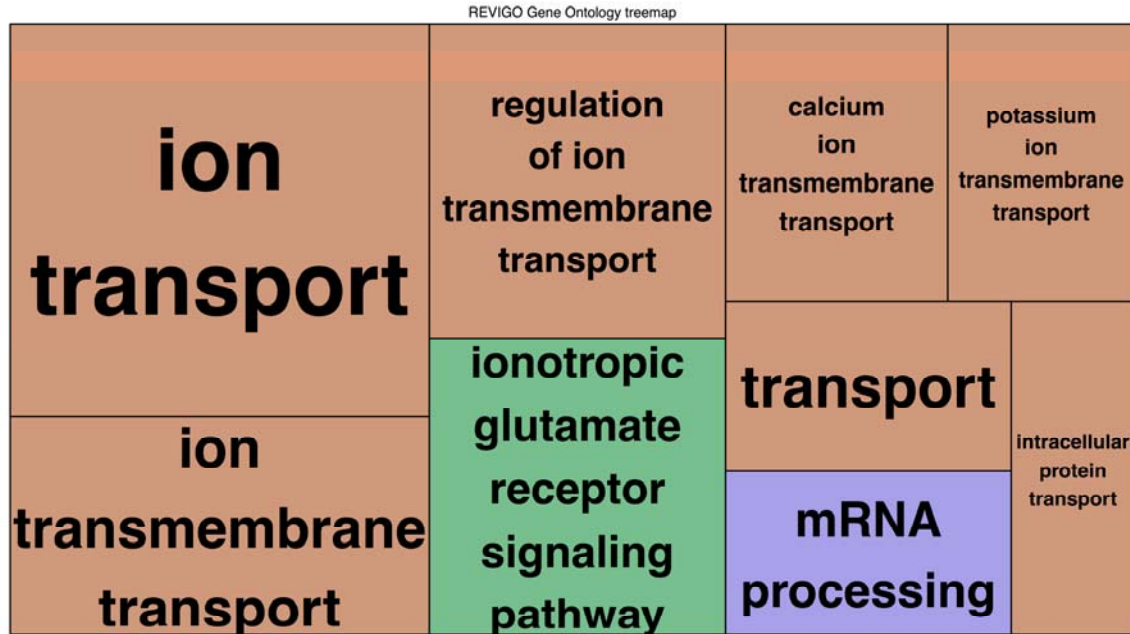 REVIGO Gene Ontology treemap
ion
transport
ion
transmembrane
transport
regulation
of ion
transmembrane
transport
ionotropic
glutamate
receptor
signaling
pathway
calcium
ion
transmembrane
transport
potassium
ion
transmembrane
transport
transport
mRNA
processing
intracellular
protein
transport